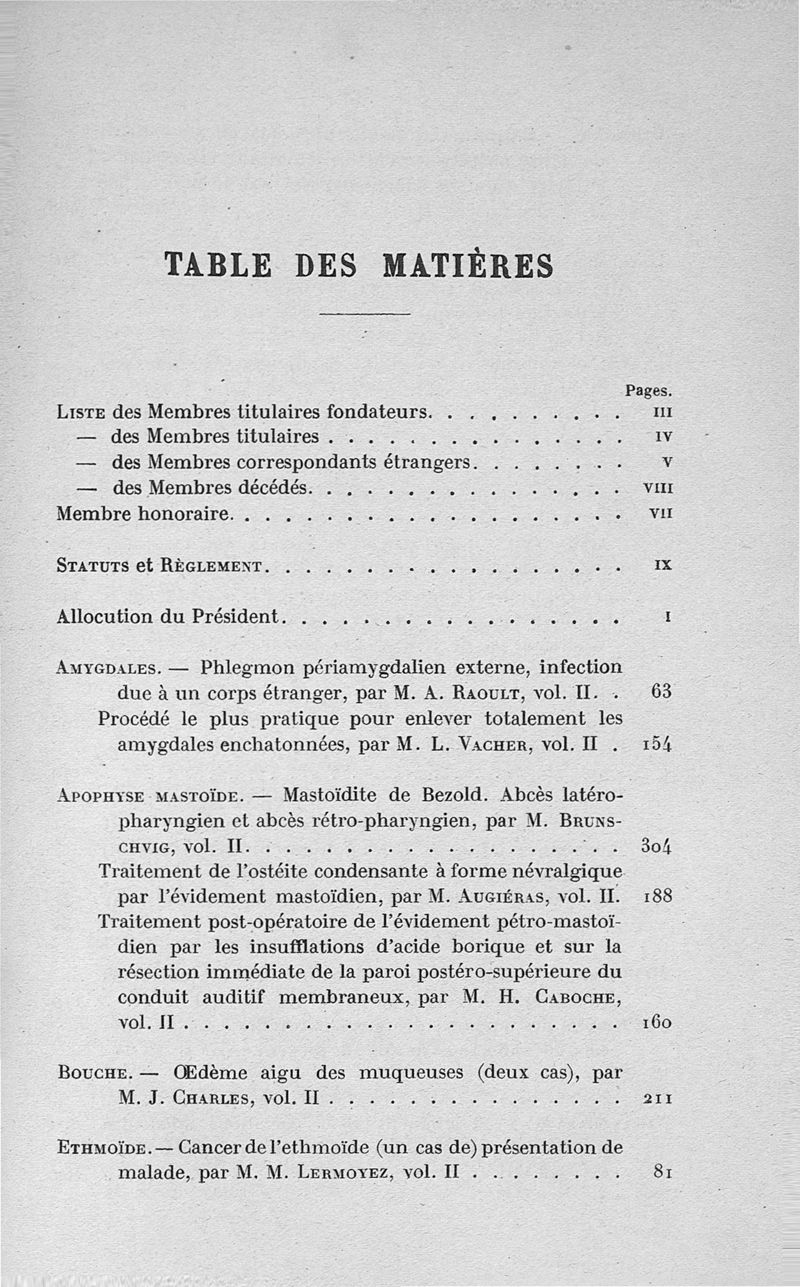 TABLE DES MATIÈRES
Pages.
LISTE des Membres titulaires fondateurs. . . . . . . . . . III
— des Membres titulaires . . . . . . . . . . . . . . . IV
— des Membres correspondants étrangers. . . . . . . . V
— des Membres décédés. . . . . . . . . . . . . . . . VIII
Membre honoraire. . . . . . . . . . . . . . . . . . . . VII
STATUTS et RÈGLEMENT. . . . . . . . . . . . . . . . . . IX
Allocution du Président. . . . . . . . . . . . . . . . . 1
AMYGDALES. — Phlegmon périamygdalien externe, infection
due à un corps étranger, par M. A. RAOULT, vol. II. . 63
Procédé le plus pratique pour enlever totalement les
amygdales enchatonnées, par M. L. VACHER, vol. II . 154
APOPHYSE MASTOÏDE. — Mastoïdite de Bezold. Abcès latéro-
pharyngien et abcès rétro-pharyngien, par M. BRUNS-
CHVIG, vol. II. . . . . . . . . . . . . . . . . . . 304
Traitement de l'ostéite condensante à forme névralgique
par l'évidement mastoïdien, par M. AUGIÉRAS, vol. II. 188
Traitement post-opératoire de l'évidement pétro-mastoï-
dien par les insufflations d'acide borique et sur la
résection immédiate de la paroi postéro-supérieure du
conduit auditif membraneux, par M. H. CABOCHE,
vol. II . . . . . . . . . . . . . . . . . . . . . . 160
BOUCHE. — Œdème aigu des muqueuses (deux cas), par
M. J. CHARLES, vol. II . . . . . . . . . . . . . . . 211
ETHMOÏDE. — Cancer de l'ethmoïde (un cas de) présentation de
malade, par M. M. LERMOYEZ, vol. II . . . . . . . . 81